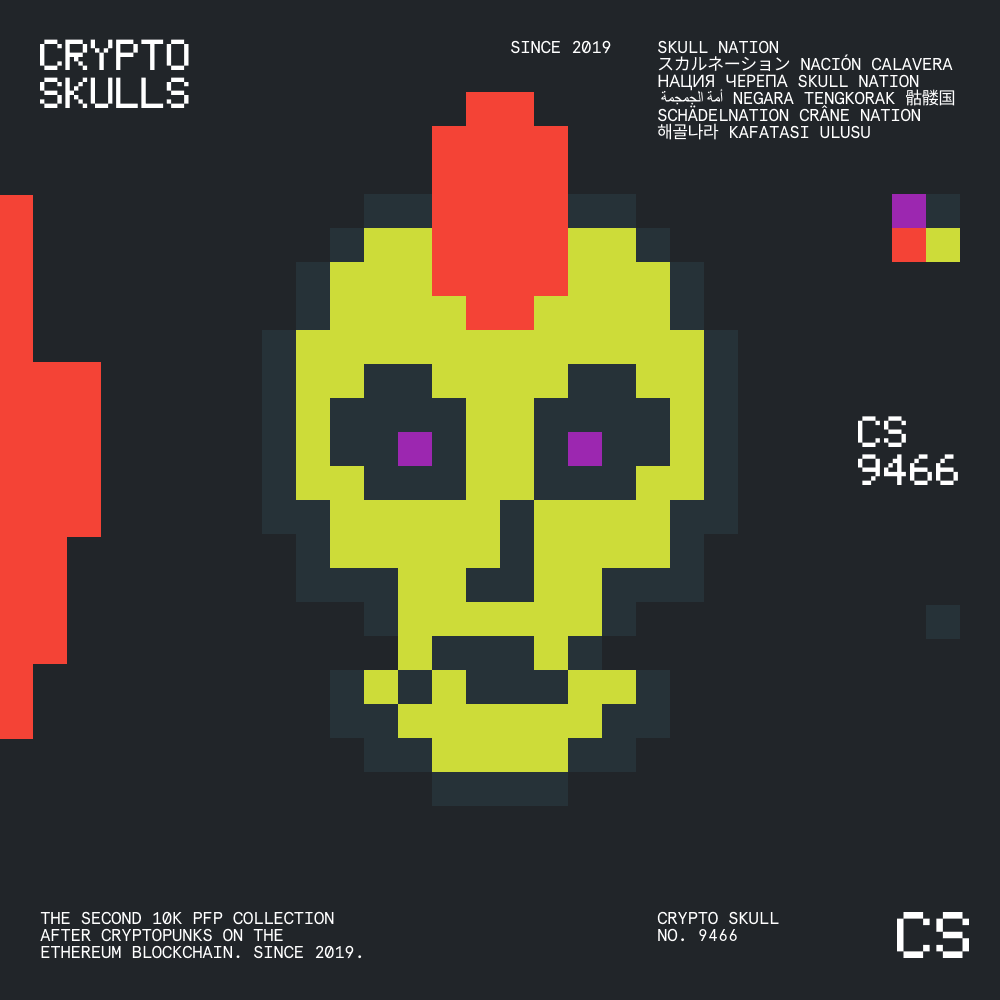 CRYPTO
SKULLS
SINCE 2019
SKULL NATION
スカルネーション NACIÓN CALAVERA
НАЦИЯ ЧЕРЕПА SKULL NATION
أمة الجمجمة NEGARA TENGKORAK 骷髅国
SCHÄDELNATION CRÂNE NATION
해골나라 KAFATASI ULUSU
CS
9466
THE SECOND 10K PFP COLLECTION
AFTER CRYPTOPUNKS ON THE
ETHEREUM BLOCKCHAIN. SINCE 2019.
CRYPTO SKULL
NO. 9466
CS